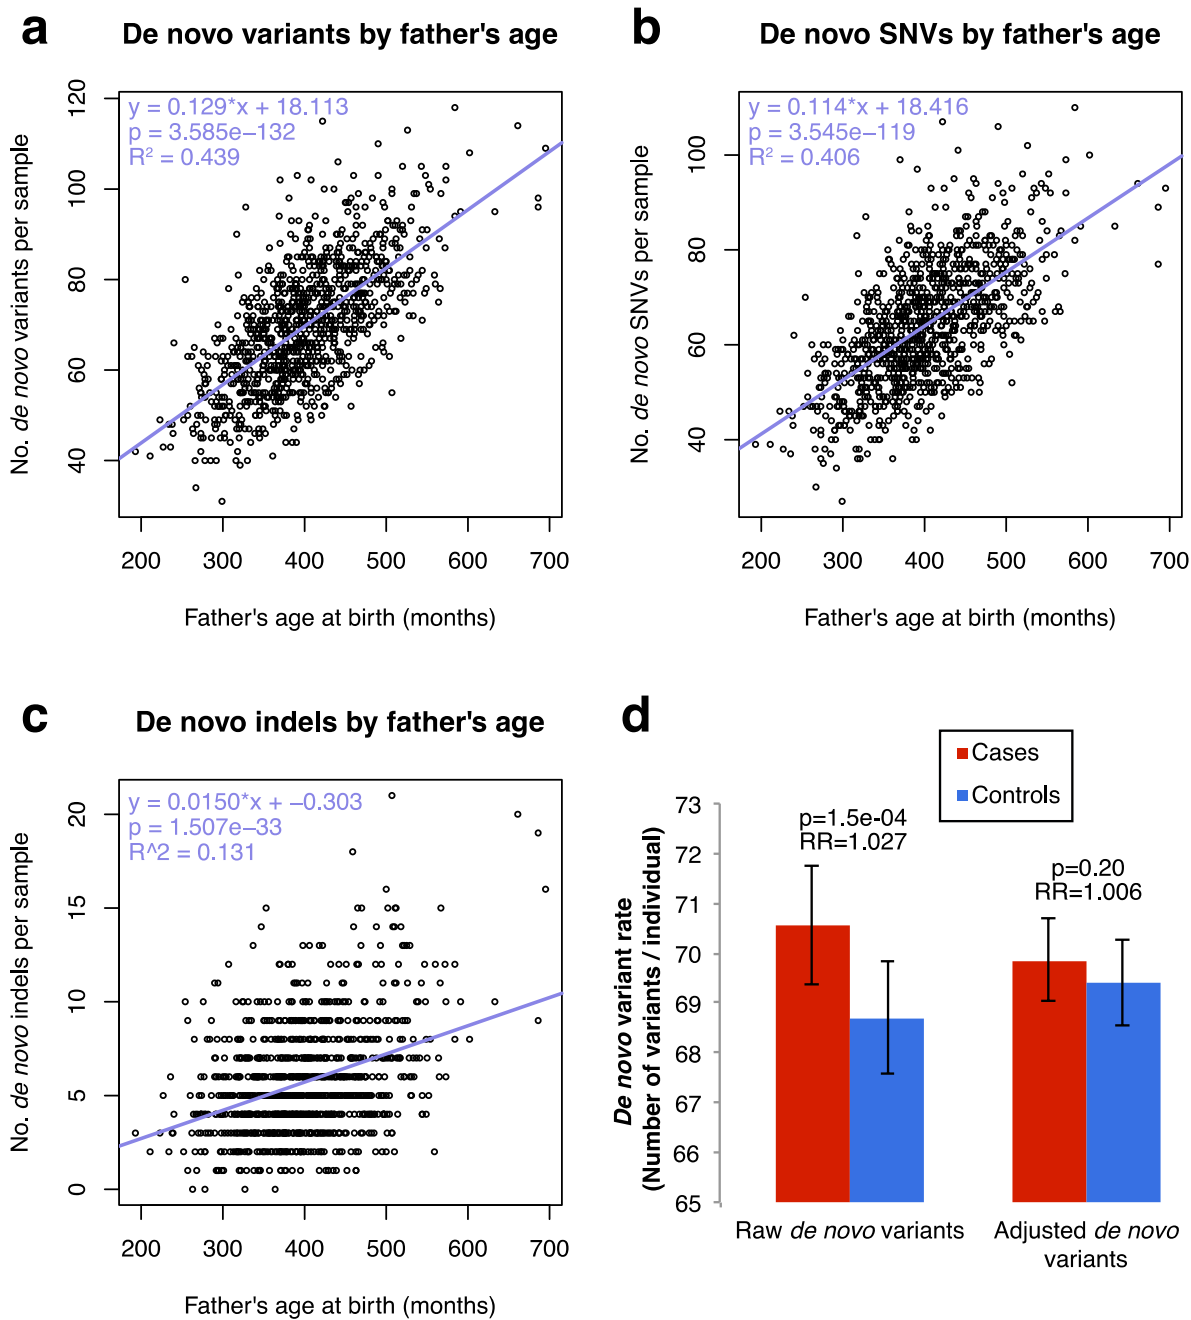 a
De novo variants by father's age
y = 0.129*x + 18.113
p = 3.585e−132
R² = 0.439
No. de novo variants per sample
120
100
80
60
40
200 300 400 500 600 700
Father's age at birth (months)
b
De novo SNVs by father's age
y = 0.114*x + 18.416
p = 3.545e−119
R² = 0.406
No. de novo SNVs per sample
100
80
60
40
200 300 400 500 600 700
Father's age at birth (months)
c
De novo indels by father's age
y = 0.0150*x + −0.303
p = 1.507e−33
R^2 = 0.131
No. de novo indels per sample
20
15
10
5
0
200 300 400 500 600 700
Father's age at birth (months)
d
Cases
Controls
De novo variant rate
(Number of variants / individual)
73
72
71
70
69
68
67
66
65
p=1.5e-04
RR=1.027
p=0.20
RR=1.006
Raw de novo variants
Adjusted de novo
variants